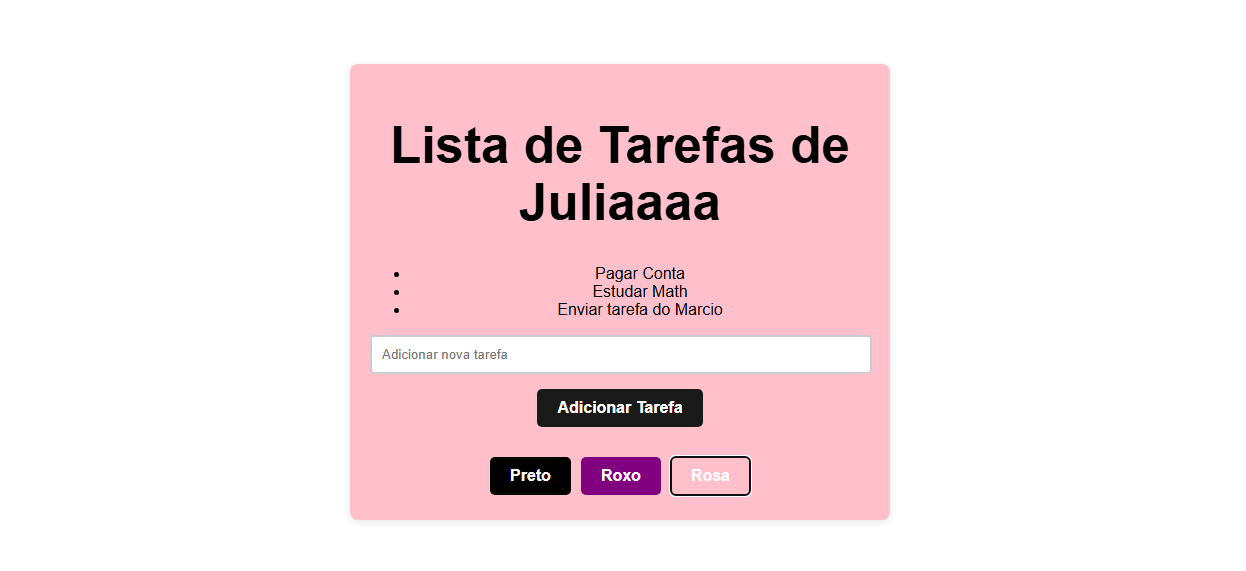 Lista de Tarefas de
Juliaaaa
Pagar Conta
Estudar Math
Enviar tarefa do Marcio
Adicionar nova tarefa
Adicionar Tarefa
Preto Roxo Rosa